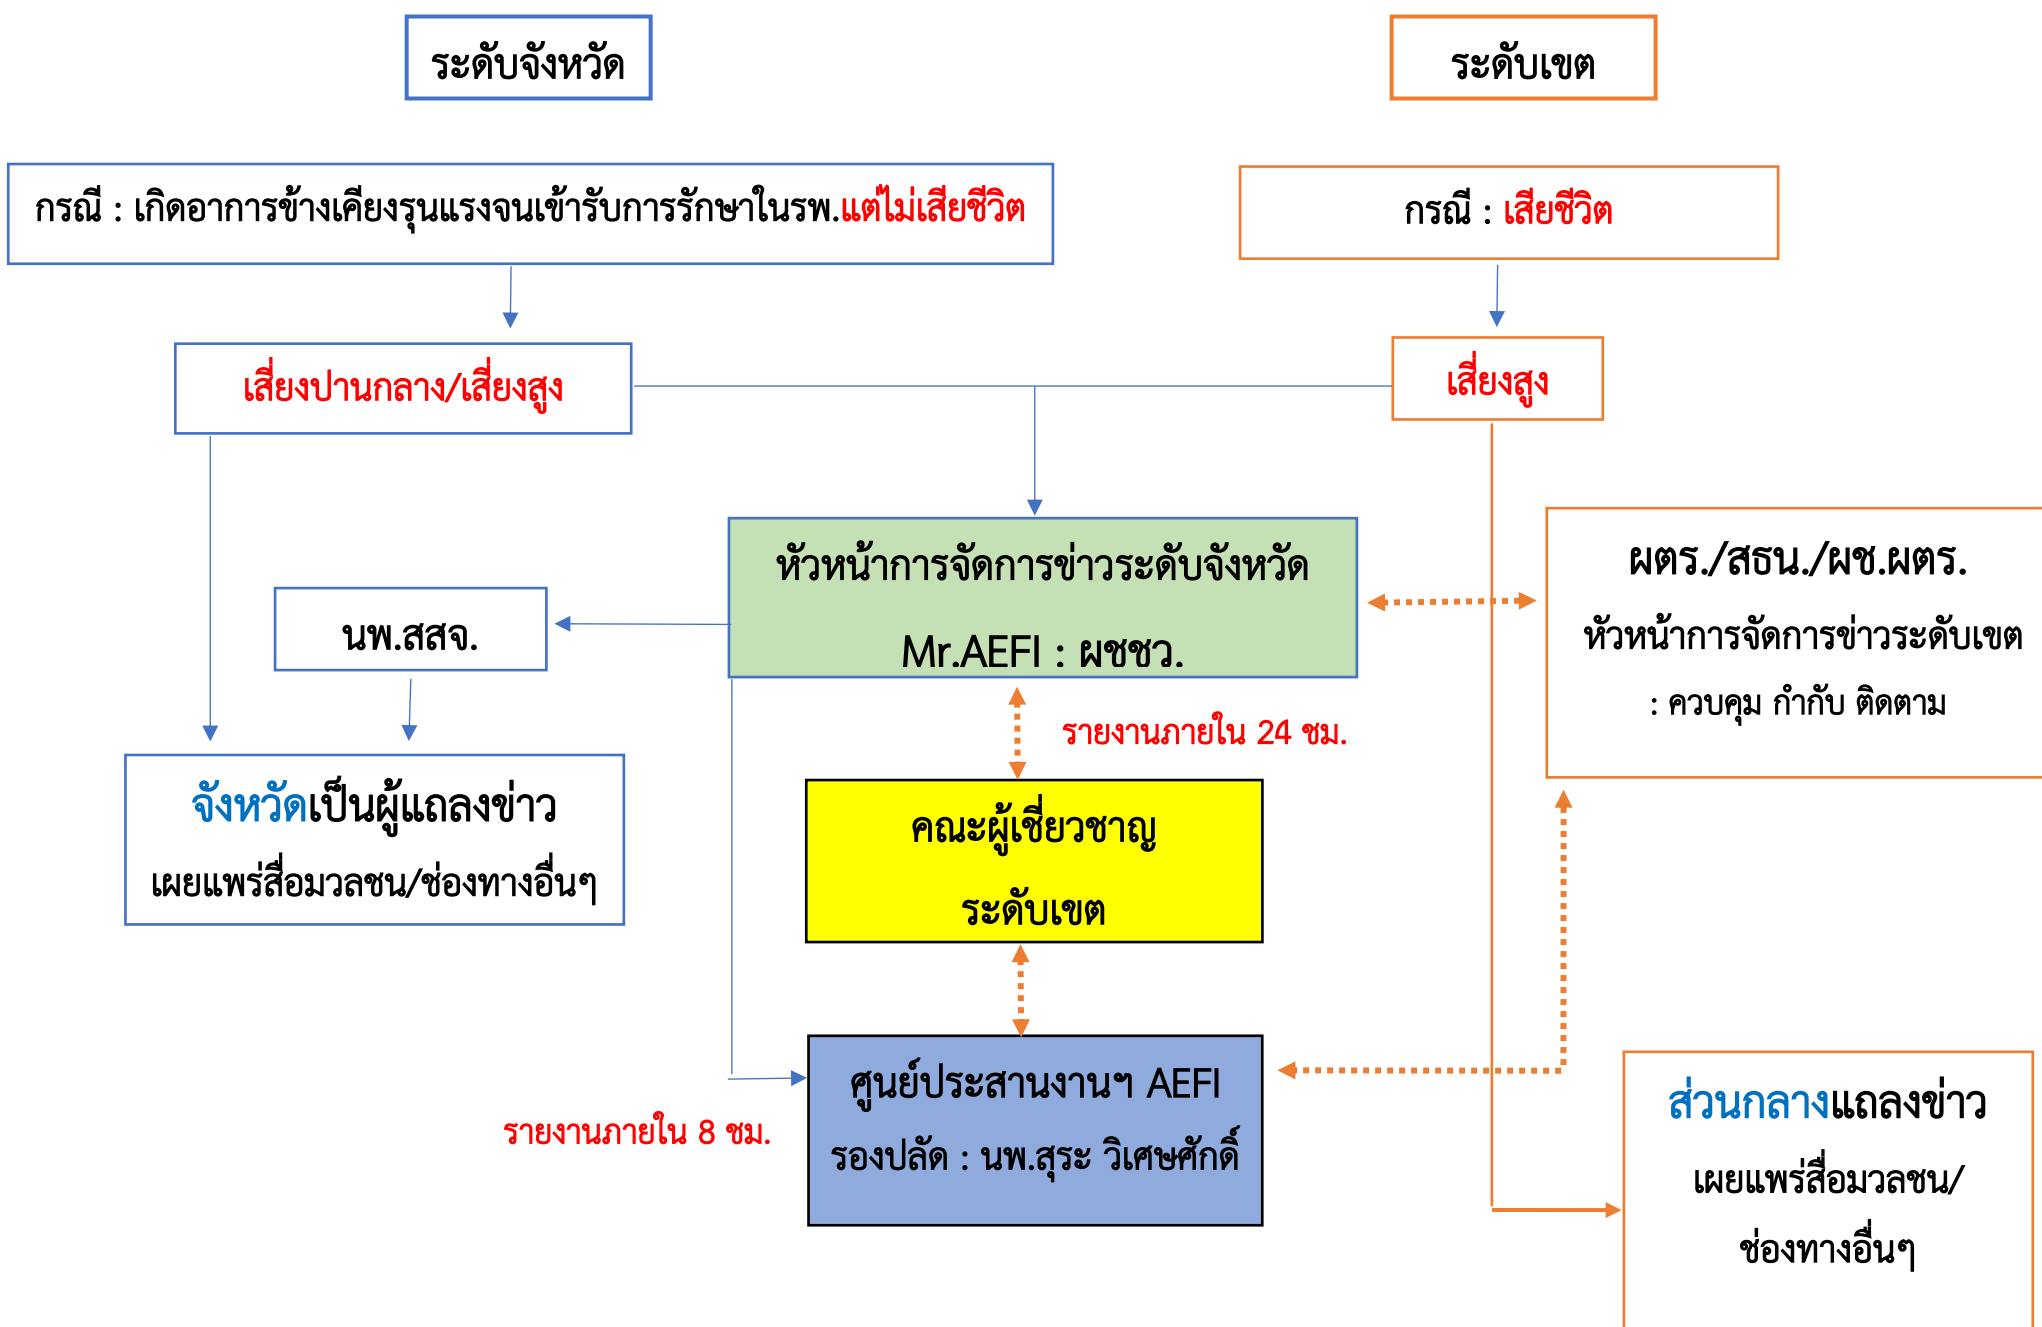 ระดับจังหวัด
ระดับเขต
กรณี : เกิดอาการข้างเคียงรุนแรงจนเข้ารับการรักษาในรพ.แต่ไม่เสียชีวิต
กรณี : เสียชีวิต
เสี่ยงปานกลาง/เสี่ยงสูง
เสี่ยงสูง
หัวหน้าการจัดการข่าวระดับจังหวัด
Mr.AEFI : ผชชว.
ผตร./สธน./ผช.ผตร.
หัวหน้าการจัดการข่าวระดับเขต
: ควบคุม กำกับ ติดตาม
นพ.สสจ.
รายงานภายใน 24 ชม.
จังหวัดเป็นผู้แถลงข่าว
เผยแพร่สื่อมวลชน/ช่องทางอื่นๆ
คณะผู้เชี่ยวชาญ
ระดับเขต
ศูนย์ประสานงานฯ AEFI
รองปลัด : นพ.สุระ วิเศษศักดิ์
รายงานภายใน 8 ชม.
ส่วนกลางแถลงข่าว
เผยแพร่สื่อมวลชน/
ช่องทางอื่นๆ